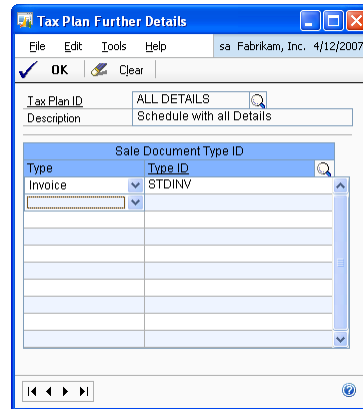 Tax Plan Further Details
File Edit Tools Help sa Fabrikam, Inc. 4/12/2007
OK Clear
Tax Plan ID ALL DETAILS
Description Schedule with all Details
Sale Document Type ID
Type Type ID
Invoice STDINV